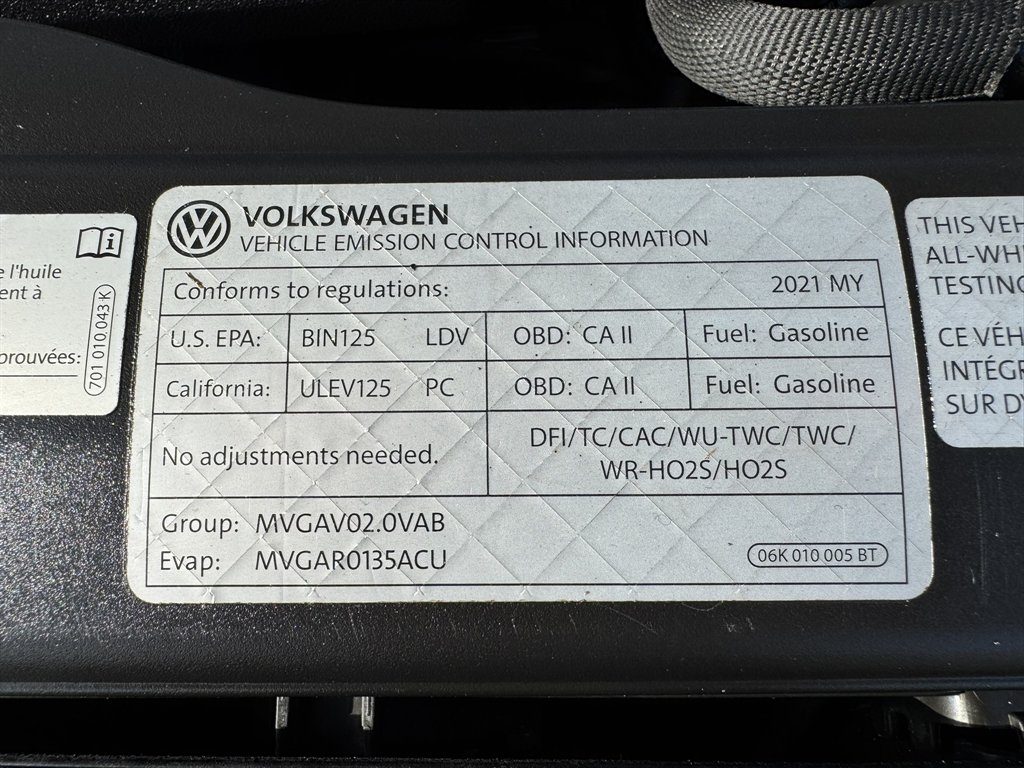 e l'huile
ent à
prouvées:
701 010 043 K
VOLKSWAGEN
VEHICLE EMISSION CONTROL INFORMATION
Conforms to regulations: 2021 MY
U.S. EPA: BIN125 LDV OBD: CA II Fuel: Gasoline
California: ULEV125 PC OBD: CA II Fuel: Gasoline
No adjustments needed.
DFI/TC/CAC/WU-TWC/TWC/
WR-HO2S/HO2S
Group: MVGAV02.0VAB
Evap: MVGAR0135ACU
06K 010 005 BT
THIS VEH
ALL-WH
TESTING
CE VÉH
INTÉGR
SUR DY